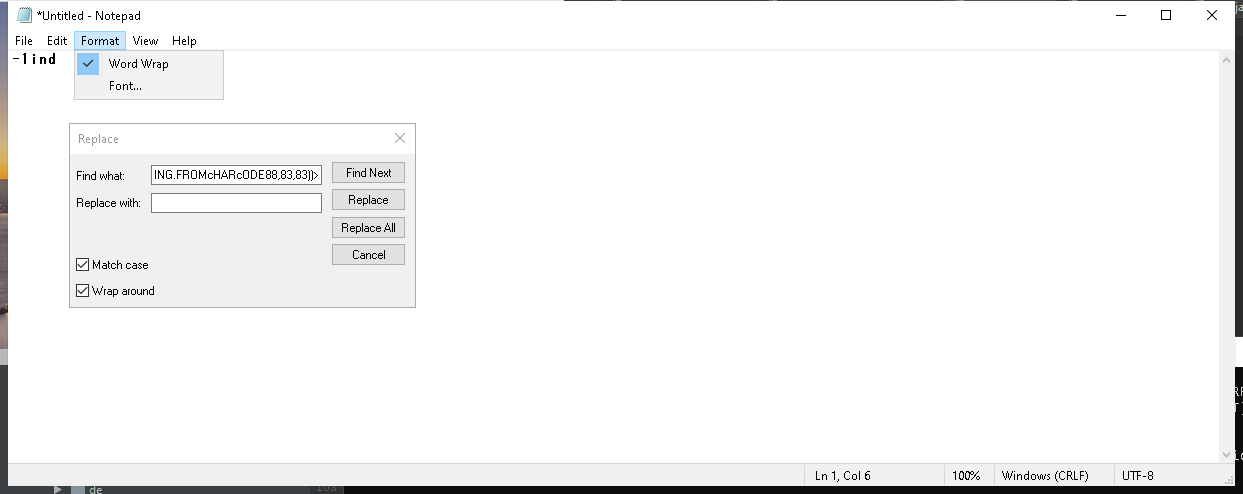 *Untitled - Notepad
File Edit Format View Help
-1ind
Word Wrap
Font...
Replace
Find what: ING.FROMcHARcODE88,83,83))> Find Next
Replace with: Replace
Replace All
Cancel
Match case
Wrap around
Ln 1, Col 6 100% Windows (CRLF) UTF-8
de 103